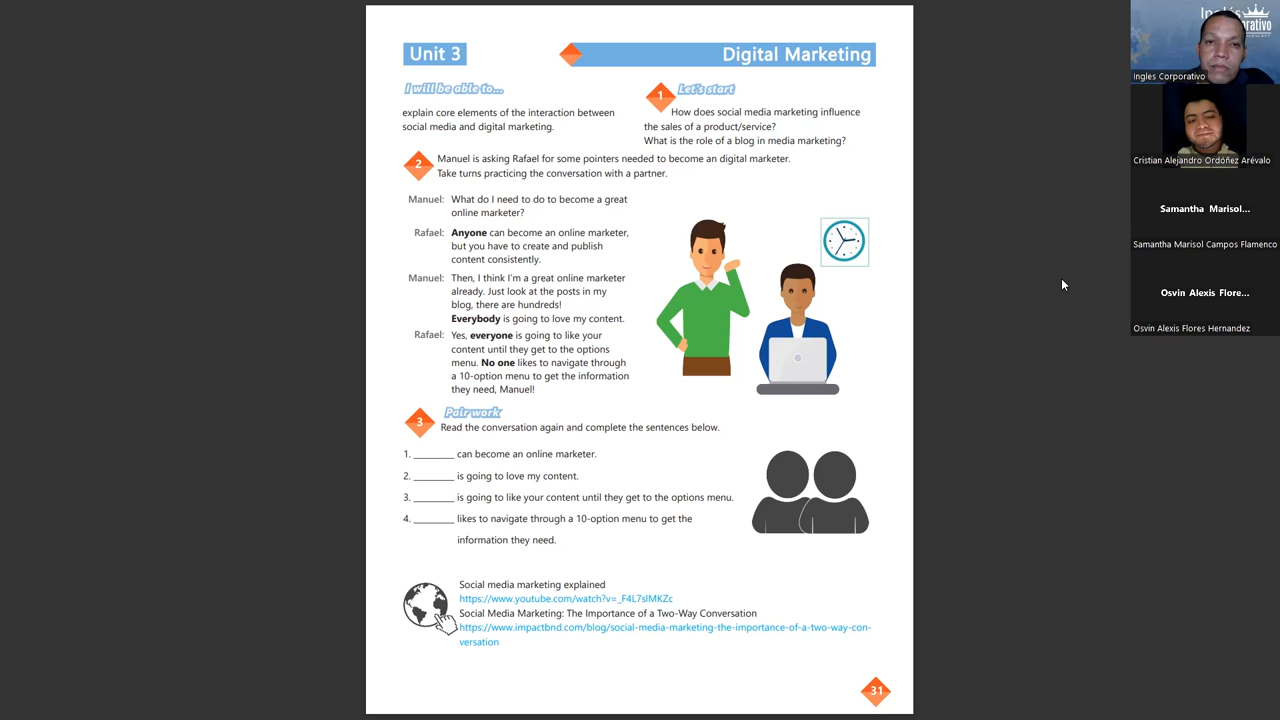 Unit 3
Digital Marketing
I will be able to...
explain core elements of the interaction between
social media and digital marketing.
1
Let's start
How does social media marketing influence
the sales of a product/service?
What is the role of a blog in media marketing?
2
Manuel is asking Rafael for some pointers needed to become an digital marketer.
Take turns practicing the conversation with a partner.
Manuel: What do I need to do to become a great
online marketer?
Rafael: Anyone can become an online marketer,
but you have to create and publish
content consistently.
Manuel: Then, I think I'm a great online marketer
already. Just look at the posts in my
blog, there are hundreds!
Everybody is going to love my content.
Rafael: Yes, everyone is going to like your
content until they get to the options
menu. No one likes to navigate through
a 10-option menu to get the information
they need, Manuel!
3
Pair work
Read the conversation again and complete the sentences below.
1. ________ can become an online marketer.
2. ________ is going to love my content.
3. ________ is going to like your content until they get to the options menu.
4. ________ likes to navigate through a 10-option menu to get the
information they need.
Social media marketing explained
https://www.youtube.com/watch?v=_F4L7slMKZc
Social Media Marketing: The Importance of a Two-Way Conversation
https://www.impactbnd.com/blog/social-media-marketing-the-importance-of-a-two-way-con-
versation
31
Ingles Corporativo
Cristian Alejandro Ordóñez Arévalo
Samantha Marisol...
Samantha Marisol Campos Flamenco
Osvin Alexis Flore...
Osvin Alexis Flores Hernandez